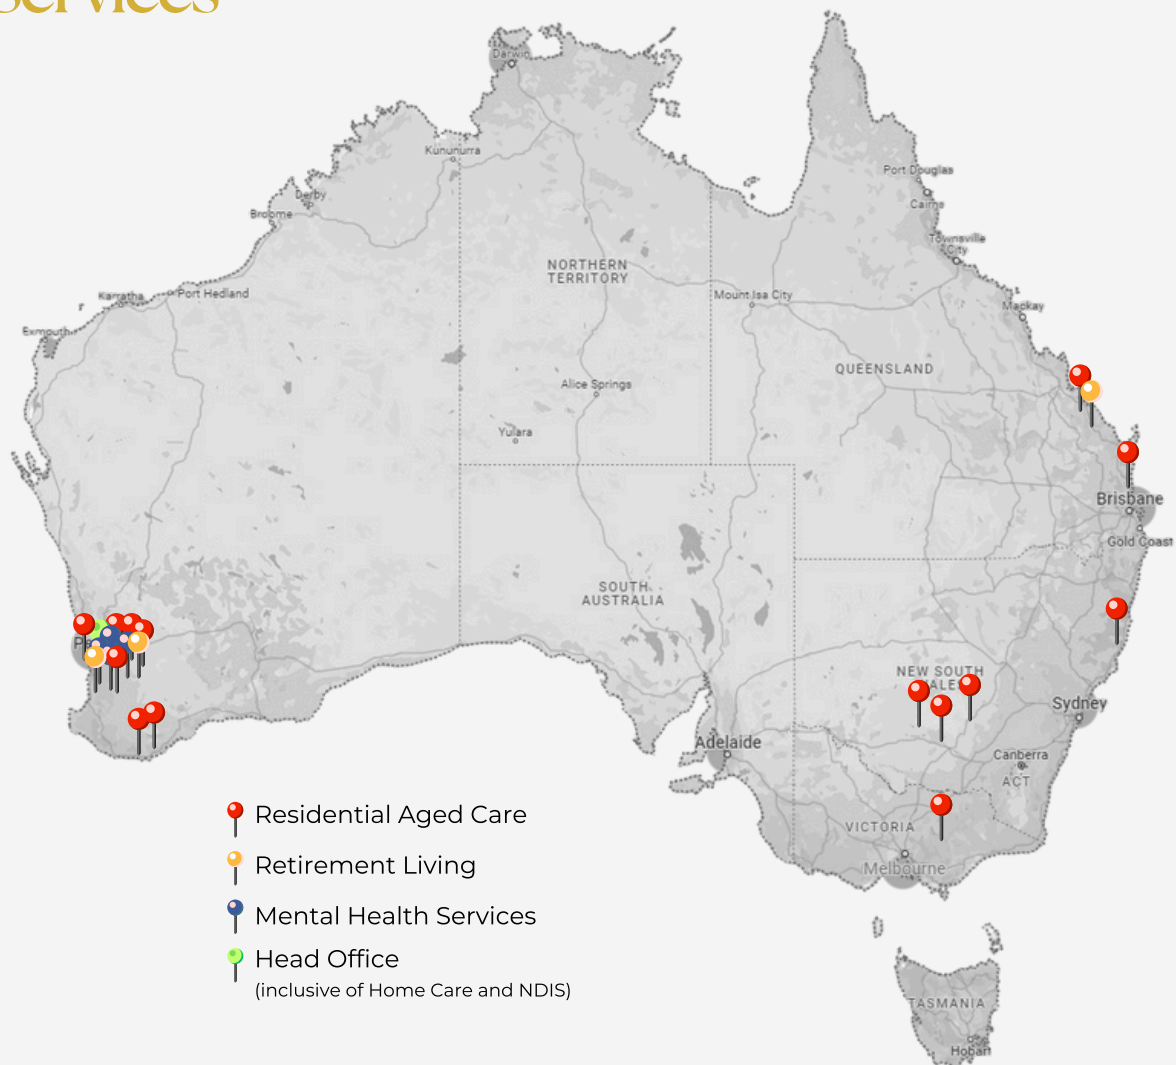 services
Darwin
Kununurra
Port Douglas
Derby
Cairns
Broome
Townsville
City
NORTHERN
TERRITORY
Karratha
Port Hedland
Mount Isa City
Mackay
Exmouth
QUEENSLAND
Alice Springs
Yulara
Brisbane
Gold Coast
SOUTH
AUSTRALIA
NEW SOUTH
Sydney
Adelaide
Canberra
ACT
Residential Aged Care
VICTORIA
Retirement Living
Melbourne
Mental Health Services
Head Office
(inclusive of Home Care and NDIS)
TASMANIA
Hobart